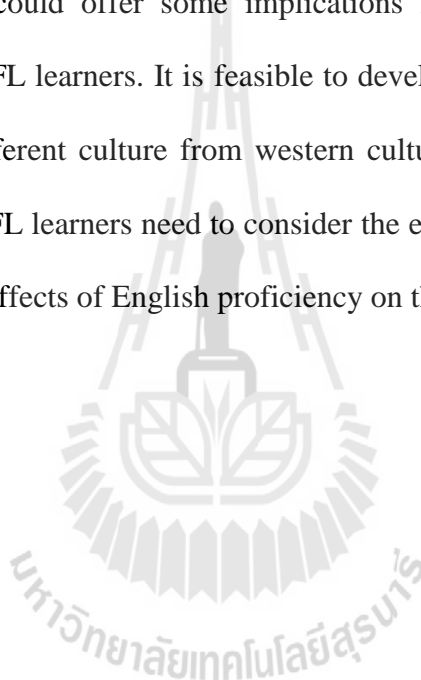 could offer some implications
FL learners. It is feasible to devel
ferent culture from western cultu
FL learners need to consider the e
ffects of English proficiency on t
มหาวิทยาลัยเทคโนโลยีสุรนารี